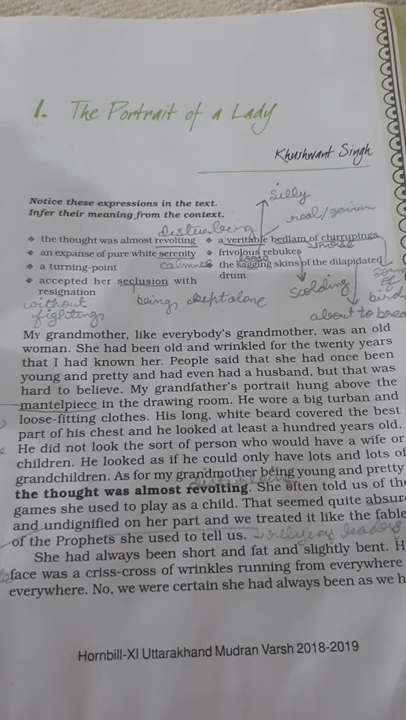 1. The Portrait of a Lady
Khushwant Singh
silly
Notice these expressions in the text.
Infer their meaning from the context.
real/genuine
disturbing
❖ the thought was almost revolting ❖ a veritable bedlam of chirrupings
noise
❖ an expanse of pure white serenity ❖ frivolous rebukes
calmness loose
❖ a turning-point ❖ the sagging skins of the dilapidated drum
❖ accepted her seclusion with resignation
scolding
without fighting
being kept alone
about to break
My grandmother, like everybody's grandmother, was an old
woman. She had been old and wrinkled for the twenty years
that I had known her. People said that she had once been
young and pretty and had even had a husband, but that was
hard to believe. My grandfather's portrait hung above the
mantelpiece in the drawing room. He wore a big turban and
loose-fitting clothes. His long, white beard covered the best
part of his chest and he looked at least a hundred years old.
He did not look the sort of person who would have a wife or
children. He looked as if he could only have lots and lots of
grandchildren. As for my grandmother being young and pretty
the thought was almost revolting. She often told us of the
games she used to play as a child. That seemed quite absur
and undignified on her part and we treated it like the fable
of the Prophets she used to tell us. religious leaders
She had always been short and fat and slightly bent. H
face was a criss-cross of wrinkles running from everywhere
everywhere. No, we were certain she had always been as we h
Hornbill-XI Uttarakhand Mudran Varsh 2018-2019